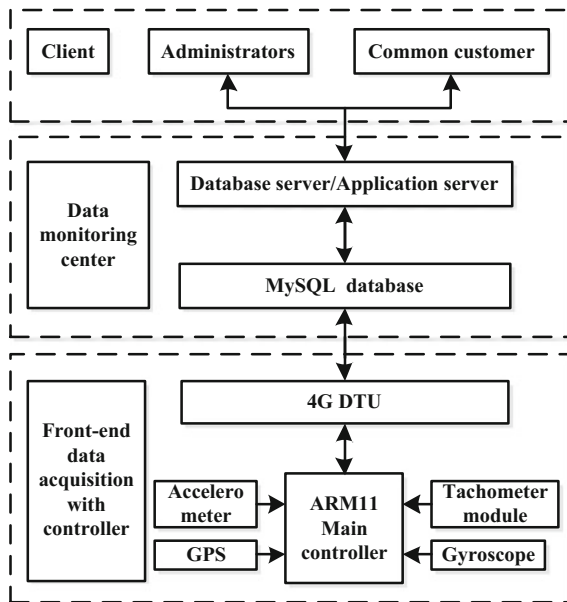 Client
Administrators
Common customer
Data
monitoring
center
Database server/Application server
MySQL database
Front-end
data
acquisition
with
controller
4G DTU
Accelero
meter
GPS
ARM11
Main
controller
Tachometer
module
Gyroscope